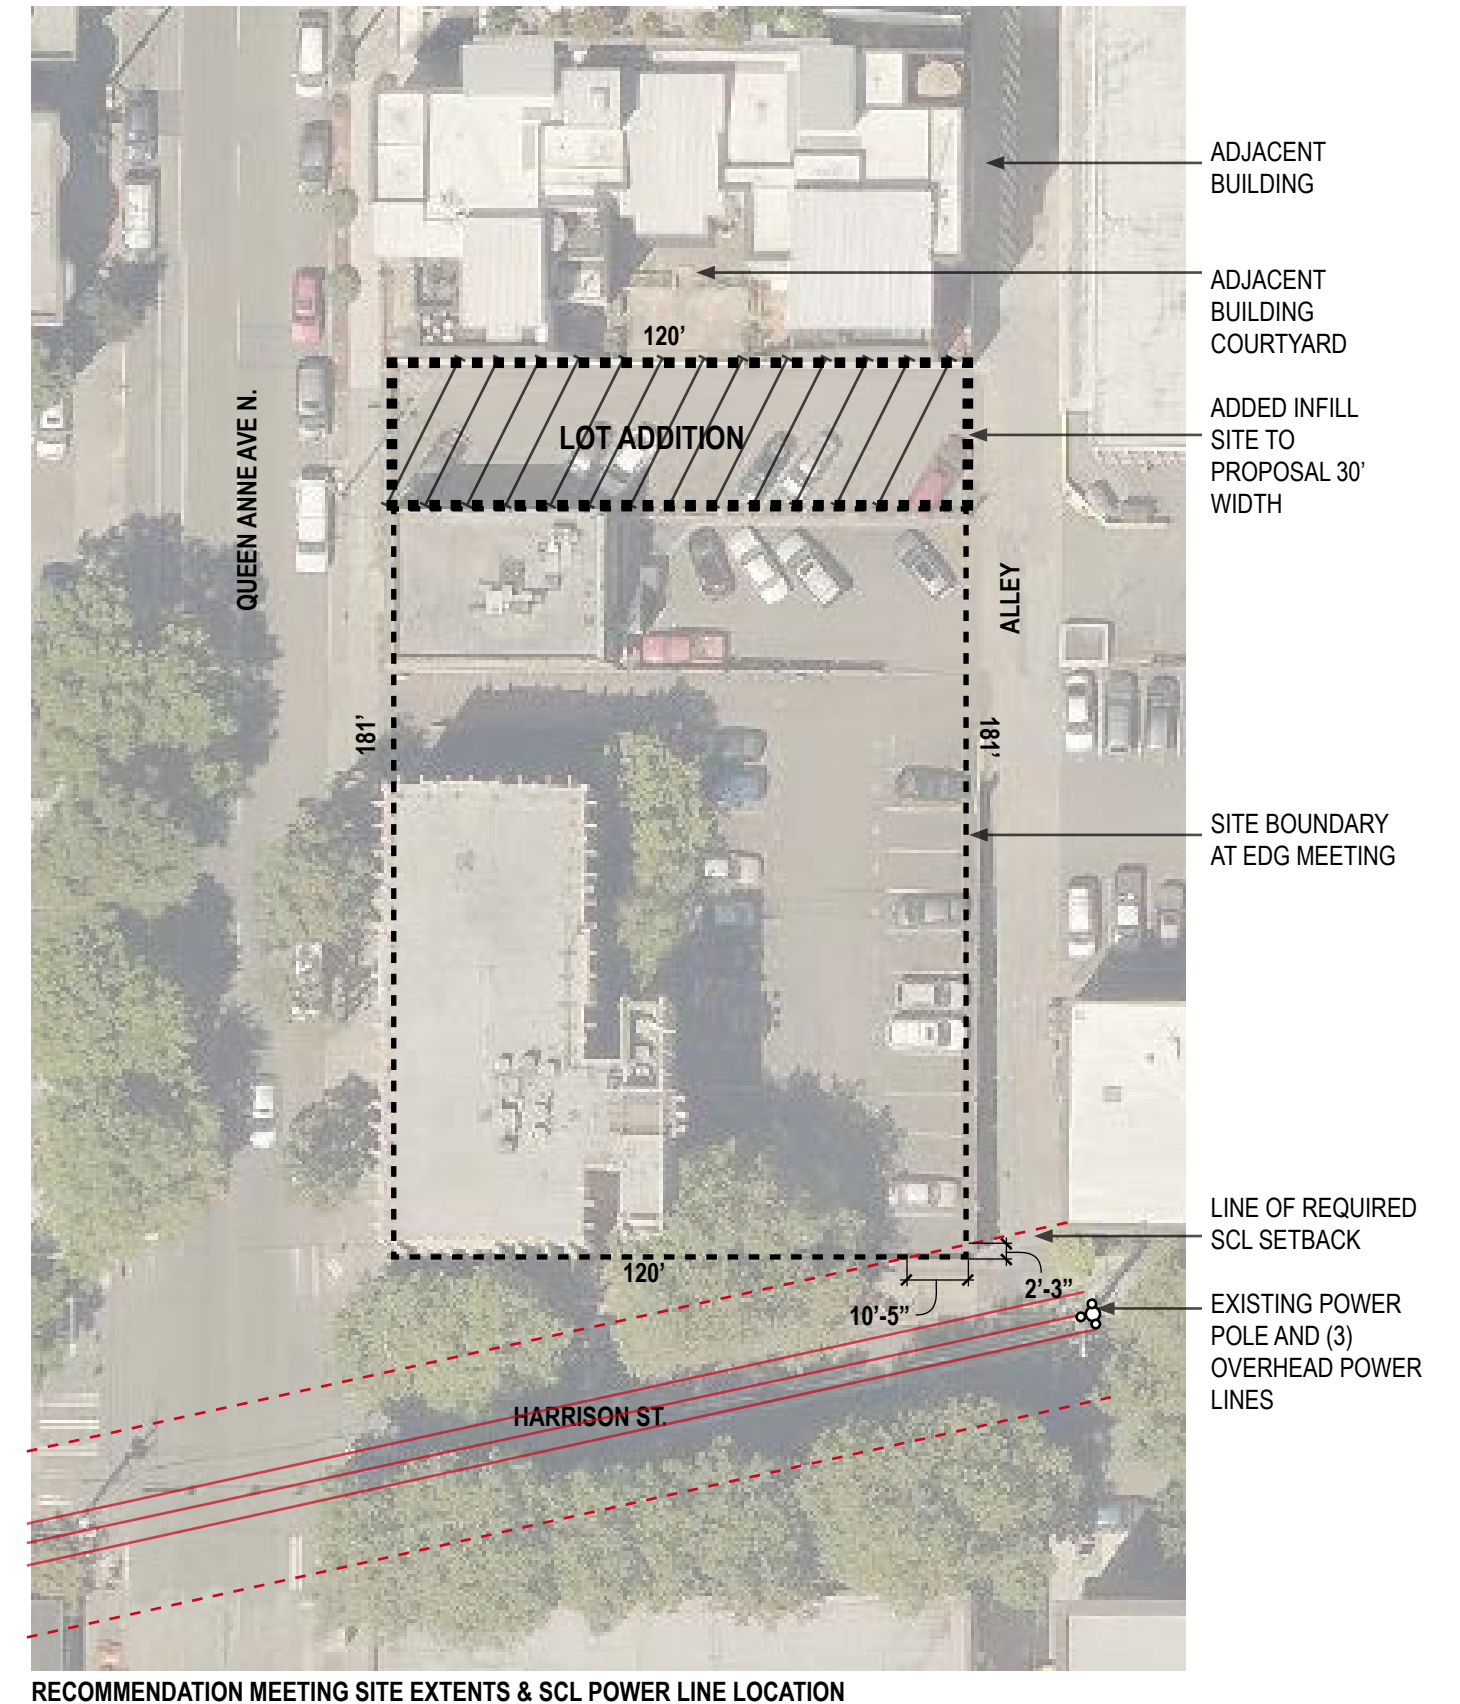 ADJACENT
BUILDING
ADJACENT
BUILDING
COURTYARD
120’
ADDED INFILL
SITE TO
PROPOSAL 30’
WIDTH
LOT ADDITION
QUEEN ANNE AVE N.
ALLEY
181’
181’
SITE BOUNDARY
AT EDG MEETING
LINE OF REQUIRED
SCL SETBACK
120’
2’-3”
10’-5”
EXISTING POWER
POLE AND (3)
OVERHEAD POWER
LINES
HARRISON ST.
RECOMMENDATION MEETING SITE EXTENTS & SCL POWER LINE LOCATION